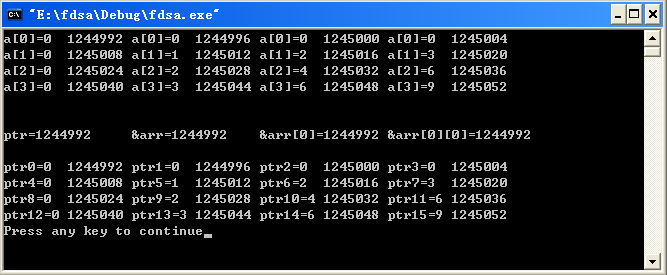 "E:\fdsa\Debug\fdsa.exe"
a[0]=0  1244992 a[0]=0  1244996 a[0]=0  1245000 a[0]=0  1245004
a[1]=0  1245008 a[1]=1  1245012 a[1]=2  1245016 a[1]=3  1245020
a[2]=0  1245024 a[2]=2  1245028 a[2]=4  1245032 a[2]=6  1245036
a[3]=0  1245040 a[3]=3  1245044 a[3]=6  1245048 a[3]=9  1245052
ptr=1244992     &arr=1244992    &arr[0]=1244992 &arr[0][0]=1244992
ptr0=0  1244992 ptr1=0  1244996 ptr2=0  1245000 ptr3=0  1245004
ptr4=0  1245008 ptr5=1  1245012 ptr6=2  1245016 ptr7=3  1245020
ptr8=0  1245024 ptr9=2  1245028 ptr10=4 1245032 ptr11=6 1245036
ptr12=0 1245040 ptr13=3 1245044 ptr14=6 1245048 ptr15=9 1245052
Press any key to continue